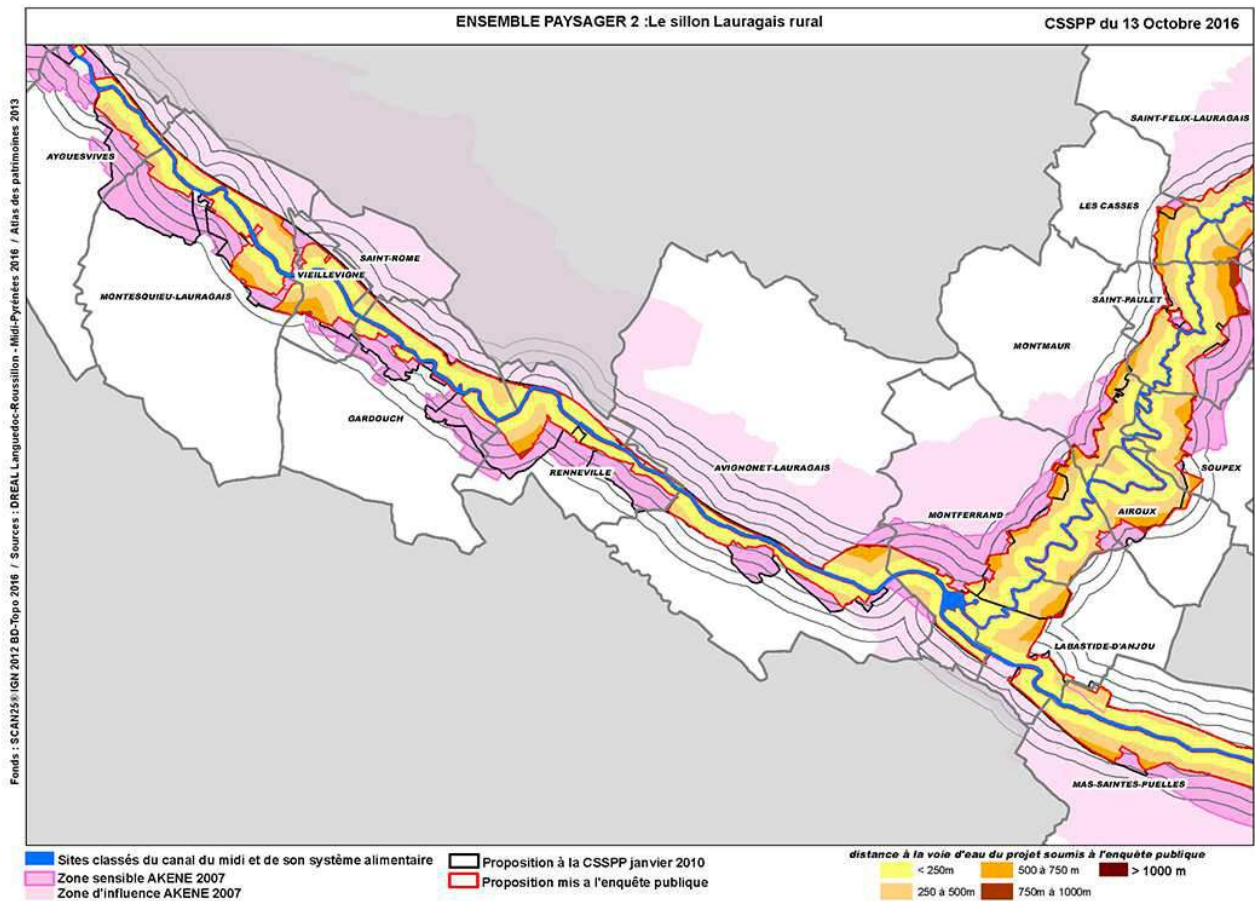 ENSEMBLE PAYSAGER 2 :Le sillon Lauragais rural
CSSPP du 13 Octobre 2016
Fonds : SCAN25® IGN 2012 BD-Topo 2016 / Sources : DREAL Languedoc-Roussillon - Midi-Pyrénées 2016 / Atlas des patrimoines 2013
SAINT-FELIX-LAURAGAIS
AYGUESVIVES
LES CASSES
SAINT-ROME
VIEILLEVIGNE
MONTESQUIEU-LAURAGAIS
SAINT-PAULET
MONTMAUR
GARDOUCH
RENNEVILLE
AVIGNONET-LAURAGAIS
SOUPEX
MONTFERRAND
AIROUX
LABASTIDE-D'ANJOU
MAS-SAINTES-PUELLES
Sites classés du canal du midi et de son système alimentaire
Zone sensible AKENE 2007
Zone d'influence AKENE 2007
Proposition à la CSSPP janvier 2010
Proposition mis a l'enquête publique
distance à la voie d'eau du projet soumis à l'enquête publique
< 250m
500 à 750 m
> 1000 m
250 à 500m
750m à 1000m